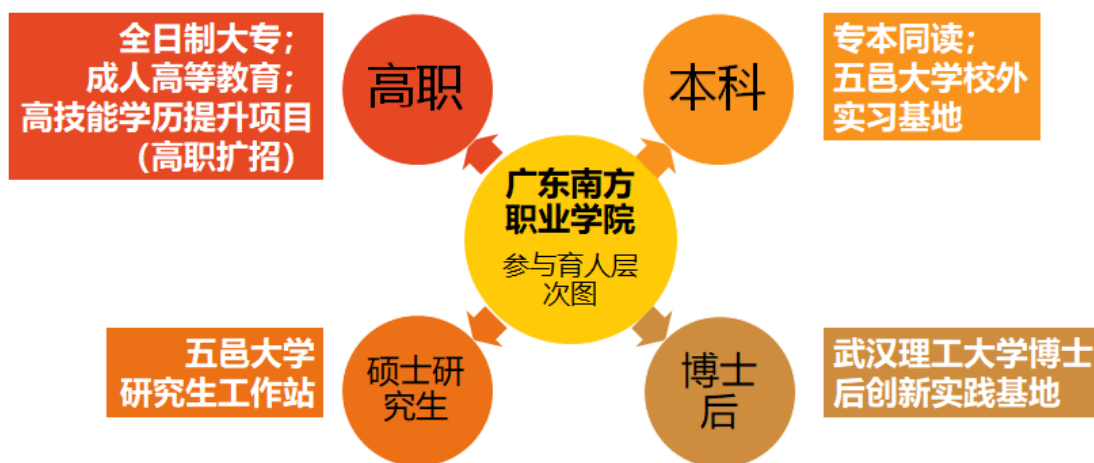 全日制大专；
成人高等教育；
高技能学历提升项目
（高职扩招）
高职
本科
专本同读；
五邑大学校外
实习基地
广东南方
职业学院
参与育人层
次图
五邑大学
研究生工作站
硕士研
究生
博士
后
武汉理工大学博士
后创新实践基地